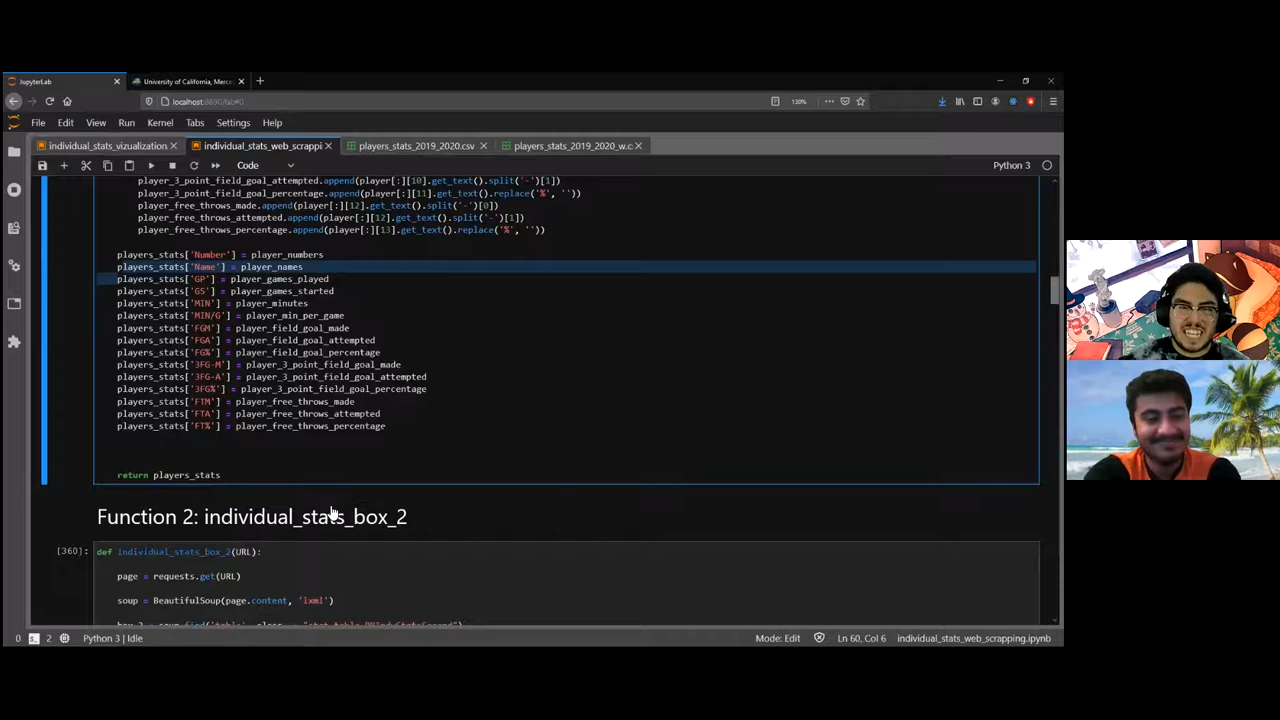 JupyterLab
University of California, Merce
localhost:8890/lab#0
130%
File Edit View Run Kernel Tabs Settings Help
individual_stats_vizualization.
individual_stats_web_scrappi
players_stats_2019_2020.csv
players_stats_2019_2020_w.c
Code
Python 3
player_3_point_field_goal_attempted.append(player[:][10].get_text().split('-')[1])
player_3_point_field_goal_percentage.append(player[:][11].get_text().replace('%', ''))
player_free_throws_made.append(player[:][12].get_text().split('-')[0])
player_free_throws_attempted.append(player[:][12].get_text().split('-')[1])
player_free_throws_percentage.append(player[:][13].get_text().replace('%', ''))
players_stats['Number'] = player_numbers
players_stats['Name'] = player_names
players_stats['GP'] = player_games_played
players_stats['GS'] = player_games_started
players_stats['MIN'] = player_minutes
players_stats['MIN/G'] = player_min_per_game
players_stats['FGM'] = player_field_goal_made
players_stats['FGA'] = player_field_goal_attempted
players_stats['FG%'] = player_field_goal_percentage
players_stats['3FG-M'] = player_3_point_field_goal_made
players_stats['3FG-A'] = player_3_point_field_goal_attempted
players_stats['3FG%'] = player_3_point_field_goal_percentage
players_stats['FTM'] = player_free_throws_made
players_stats['FTA'] = player_free_throws_attempted
players_stats['FT%'] = player_free_throws_percentage
return players_stats
Function 2: individual_stats_box_2
[360]: def individual_stats_box_2(URL):
page = requests.get(URL)
soup = BeautifulSoup(page.content, 'lxml')
0 2 Python 3 | Idle
Mode: Edit
Ln 60, Col 6
individual_stats_web_scrapping.ipynb